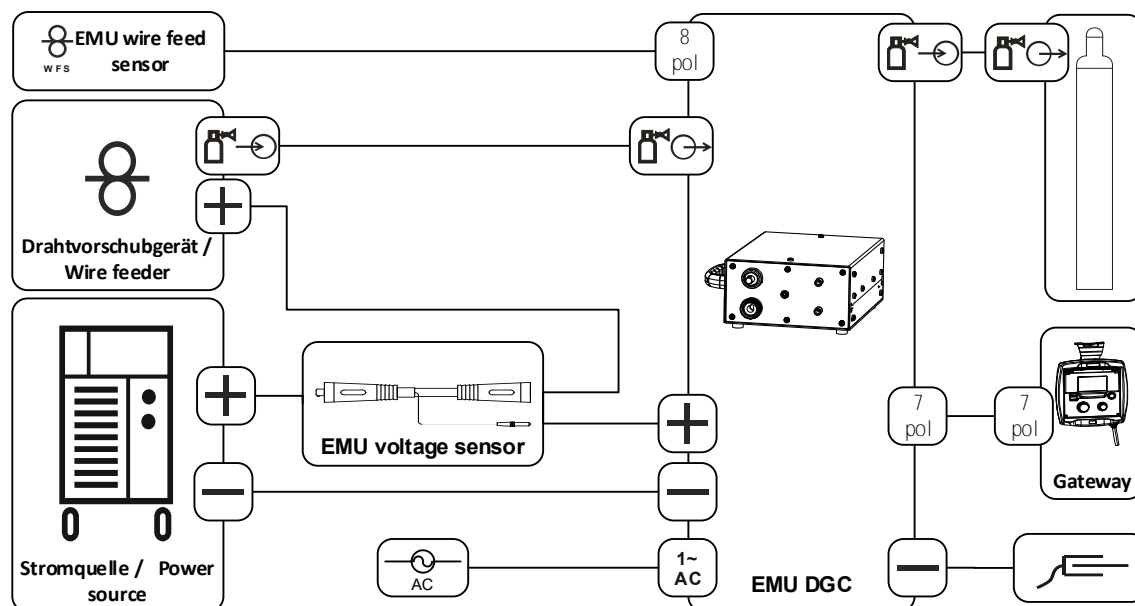 EMU wire feed
sensor
W F S
8
pol
Drahtvorschubgerät /
Wire feeder
EMU voltage sensor
7
pol
7
pol
Gateway
Stromquelle / Power
source
AC
1~
AC
EMU DGC